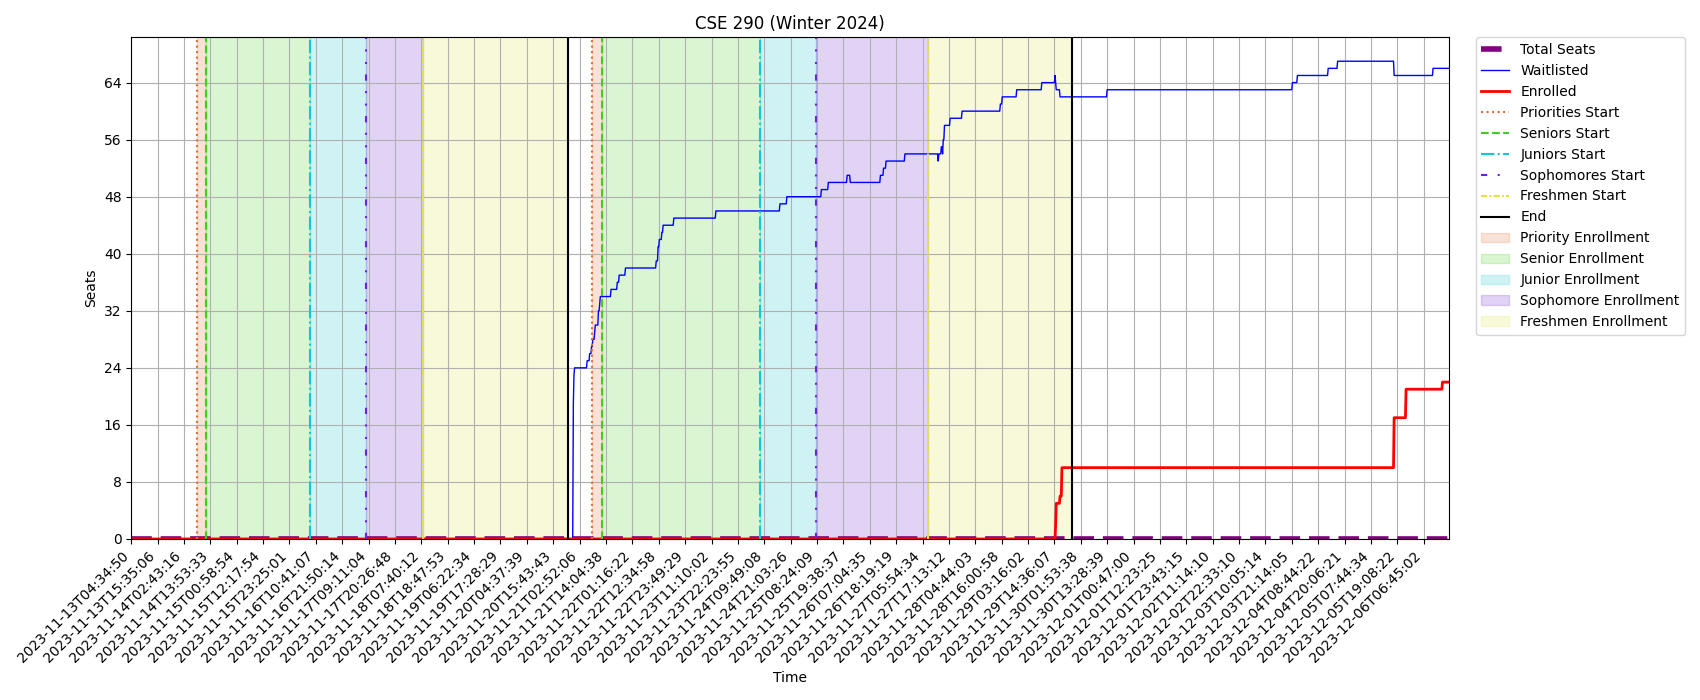 CSE 290 (Winter 2024)
Total Seats
Waitlisted
Enrolled
Priorities Start
Seniors Start
Juniors Start
Sophomores Start
Freshmen Start
End
Priority Enrollment
Senior Enrollment
Junior Enrollment
Sophomore Enrollment
Freshmen Enrollment
Seats
64
56
48
40
32
24
16
8
0
2023-11-13T04:34:50
2023-11-13T15:35:06
2023-11-14T02:43:16
2023-11-14T13:53:33
2023-11-15T00:58:54
2023-11-15T12:17:54
2023-11-15T23:25:01
2023-11-16T10:41:07
2023-11-16T21:50:14
2023-11-17T09:11:04
2023-11-17T20:26:48
2023-11-18T07:40:12
2023-11-18T18:47:53
2023-11-19T06:22:34
2023-11-19T17:28:29
2023-11-20T04:37:39
2023-11-20T15:43:43
2023-11-21T02:52:06
2023-11-21T14:04:38
2023-11-22T01:16:22
2023-11-22T12:34:58
2023-11-22T23:49:29
2023-11-23T11:10:02
2023-11-23T22:23:55
2023-11-24T09:49:08
2023-11-24T21:03:26
2023-11-25T08:24:09
2023-11-25T19:38:37
2023-11-26T07:04:35
2023-11-26T18:19:19
2023-11-27T05:54:34
2023-11-27T17:13:12
2023-11-28T04:44:03
2023-11-28T16:00:58
2023-11-29T03:16:02
2023-11-29T14:36:07
2023-11-30T01:53:38
2023-11-30T13:28:39
2023-12-01T00:47:00
2023-12-01T12:23:25
2023-12-01T23:43:15
2023-12-02T11:14:10
2023-12-02T22:33:10
2023-12-03T10:05:14
2023-12-03T21:14:05
2023-12-04T08:44:22
2023-12-04T20:06:21
2023-12-05T07:44:34
2023-12-05T19:08:22
2023-12-06T06:45:02
Time